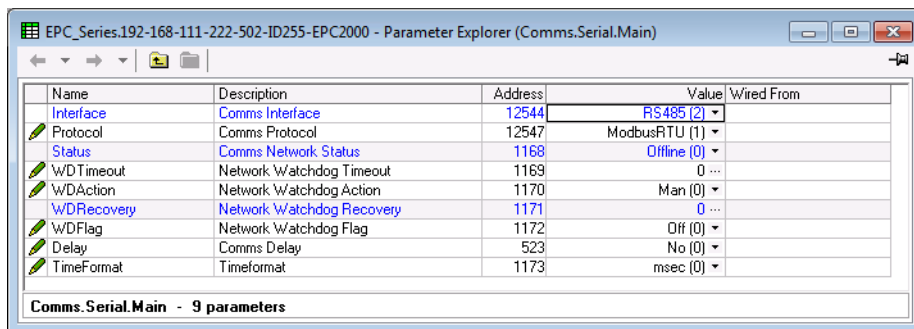 EPC_Series.192-168-111-222-502-ID255-EPC2000 - Parameter Explorer (Comms.Serial.Main)
Name Description Address Value Wired From
Interface Comms Interface 12544 RS485 (2)
Protocol Comms Protocol 12547 ModbusRTU (1)
Status Comms Network Status 1168 Offline (0)
WDTimeout Network Watchdog Timeout 1169 0 ...
WDAction Network Watchdog Action 1170 Man (0)
WDRecovery Network Watchdog Recovery 1171 0 ...
WDFlag Network Watchdog Flag 1172 Off (0)
Delay Comms Delay 523 No (0)
TimeFormat Timeformat 1173 msec (0)
Comms.Serial.Main - 9 parameters